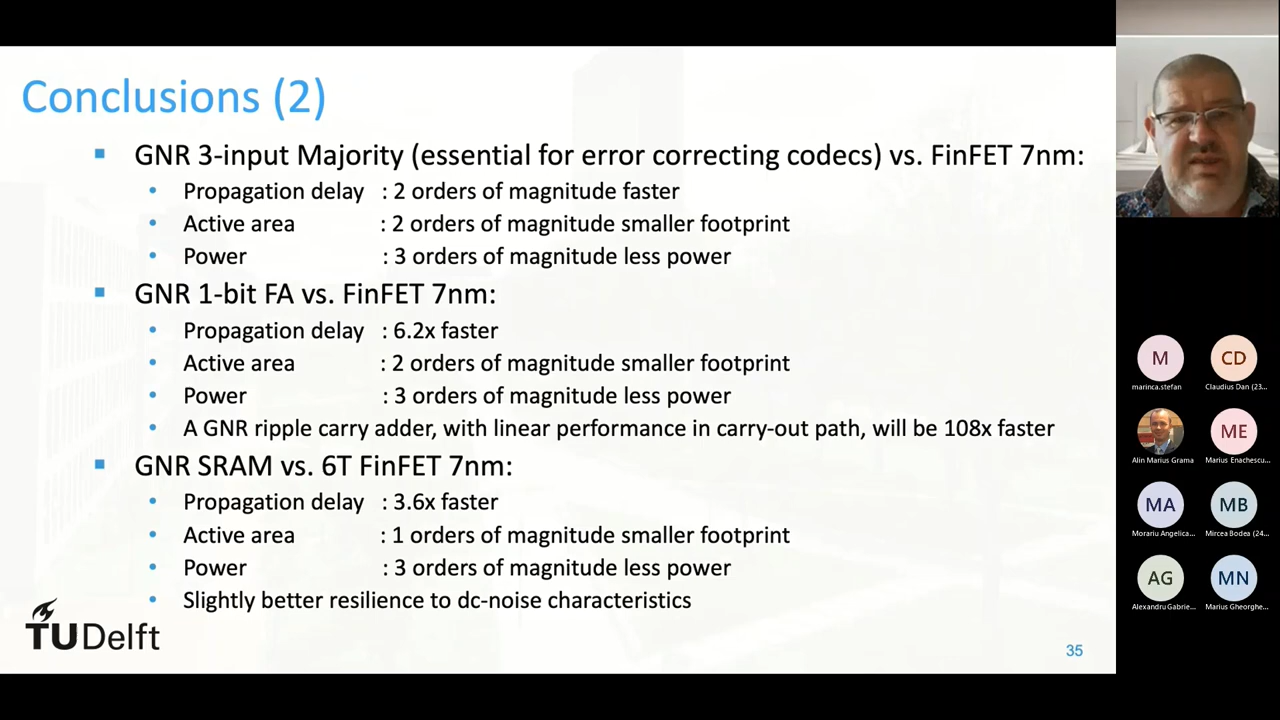 Conclusions (2)
▪ GNR 3-input Majority (essential for error correcting codecs) vs. FinFET 7nm:
• Propagation delay : 2 orders of magnitude faster
• Active area : 2 orders of magnitude smaller footprint
• Power : 3 orders of magnitude less power
▪ GNR 1-bit FA vs. FinFET 7nm:
• Propagation delay : 6.2x faster
• Active area : 2 orders of magnitude smaller footprint
• Power : 3 orders of magnitude less power
• A GNR ripple carry adder, with linear performance in carry-out path, will be 108x faster
▪ GNR SRAM vs. 6T FinFET 7nm:
• Propagation delay : 3.6x faster
• Active area : 1 orders of magnitude smaller footprint
• Power : 3 orders of magnitude less power
• Slightly better resilience to dc-noise characteristics
TUDelft
35
M
CD
marinca.stefan
Claudius Dan (23...
ME
Alin Marius Grama
Marius Enachescu...
MA
MB
Morariu Angelica...
Mircea Bodea (24...
AG
MN
Alexandru Gabrie...
Marius Gheorghe...